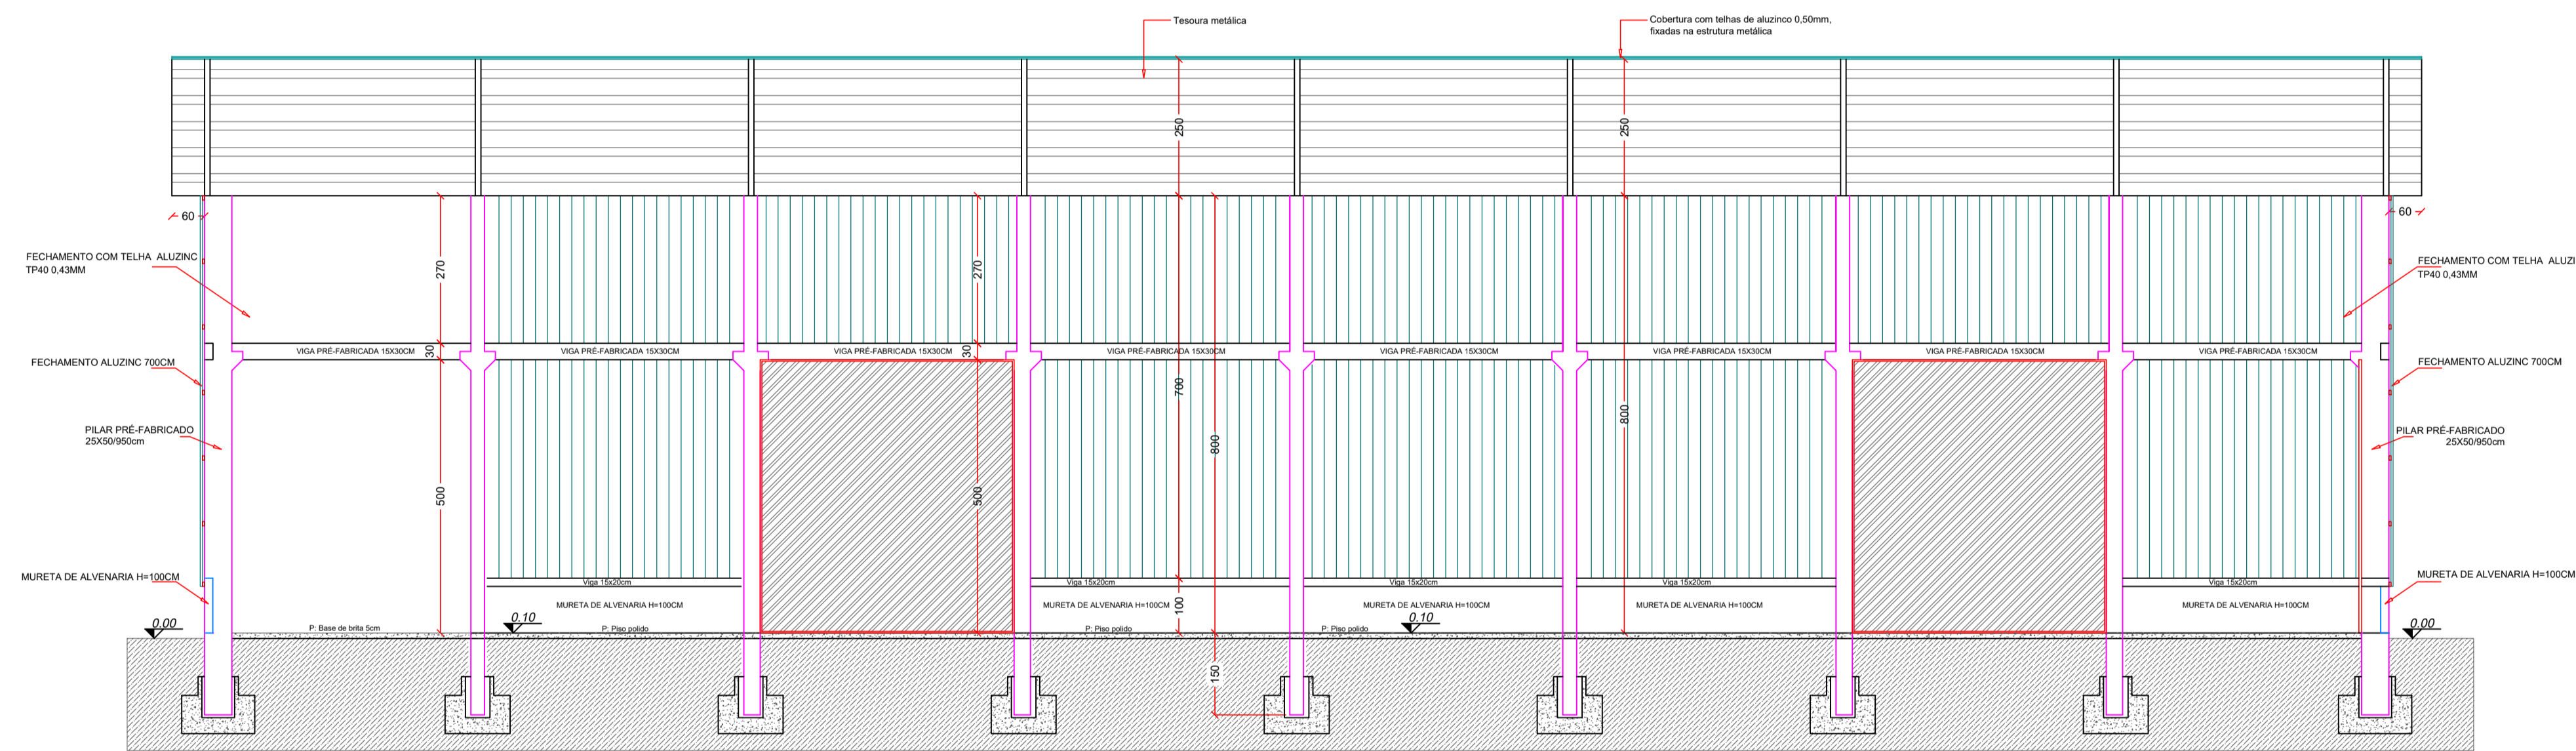 Tesoura metálica
Cobertura com telhas de aluzinco 0,50mm,
fixadas na estrutura metálica
250
250
60
60
FECHAMENTO COM TELHA ALUZINC
TP40 0,43MM
270
270
FECHAMENTO COM TELHA ALUZI
TP40 0,43MM
VIGA PRÉ-FABRICADA 15X30CM
30
VIGA PRÉ-FABRICADA 15X30CM
VIGA PRÉ-FABRICADA 15X30CM
30
VIGA PRÉ-FABRICADA 15X30CM
VIGA PRÉ-FABRICADA 15X30CM
VIGA PRÉ-FABRICADA 15X30CM
VIGA PRÉ-FABRICADA 15X30CM
VIGA PRÉ-FABRICADA 15X30CM
FECHAMENTO ALUZINC 700CM
FECHAMENTO ALUZINC 700CM
700
800
800
PILAR PRÉ-FABRICADO
25X50/950cm
PILAR PRÉ-FABRICADO
25X50/950cm
500
500
MURETA DE ALVENARIA H=100CM
Viga 15x20cm
Viga 15x20cm
Viga 15x20cm
Viga 15x20cm
Viga 15x20cm
MURETA DE ALVENARIA H=100CM
MURETA DE ALVENARIA H=100CM
MURETA DE ALVENARIA H=100CM
100
MURETA DE ALVENARIA H=100CM
MURETA DE ALVENARIA H=100CM
MURETA DE ALVENARIA H=100CM
0.00
0.10
0.10
0.00
P: Base de brita 5cm
P: Piso polido
P: Piso polido
P: Piso polido
150